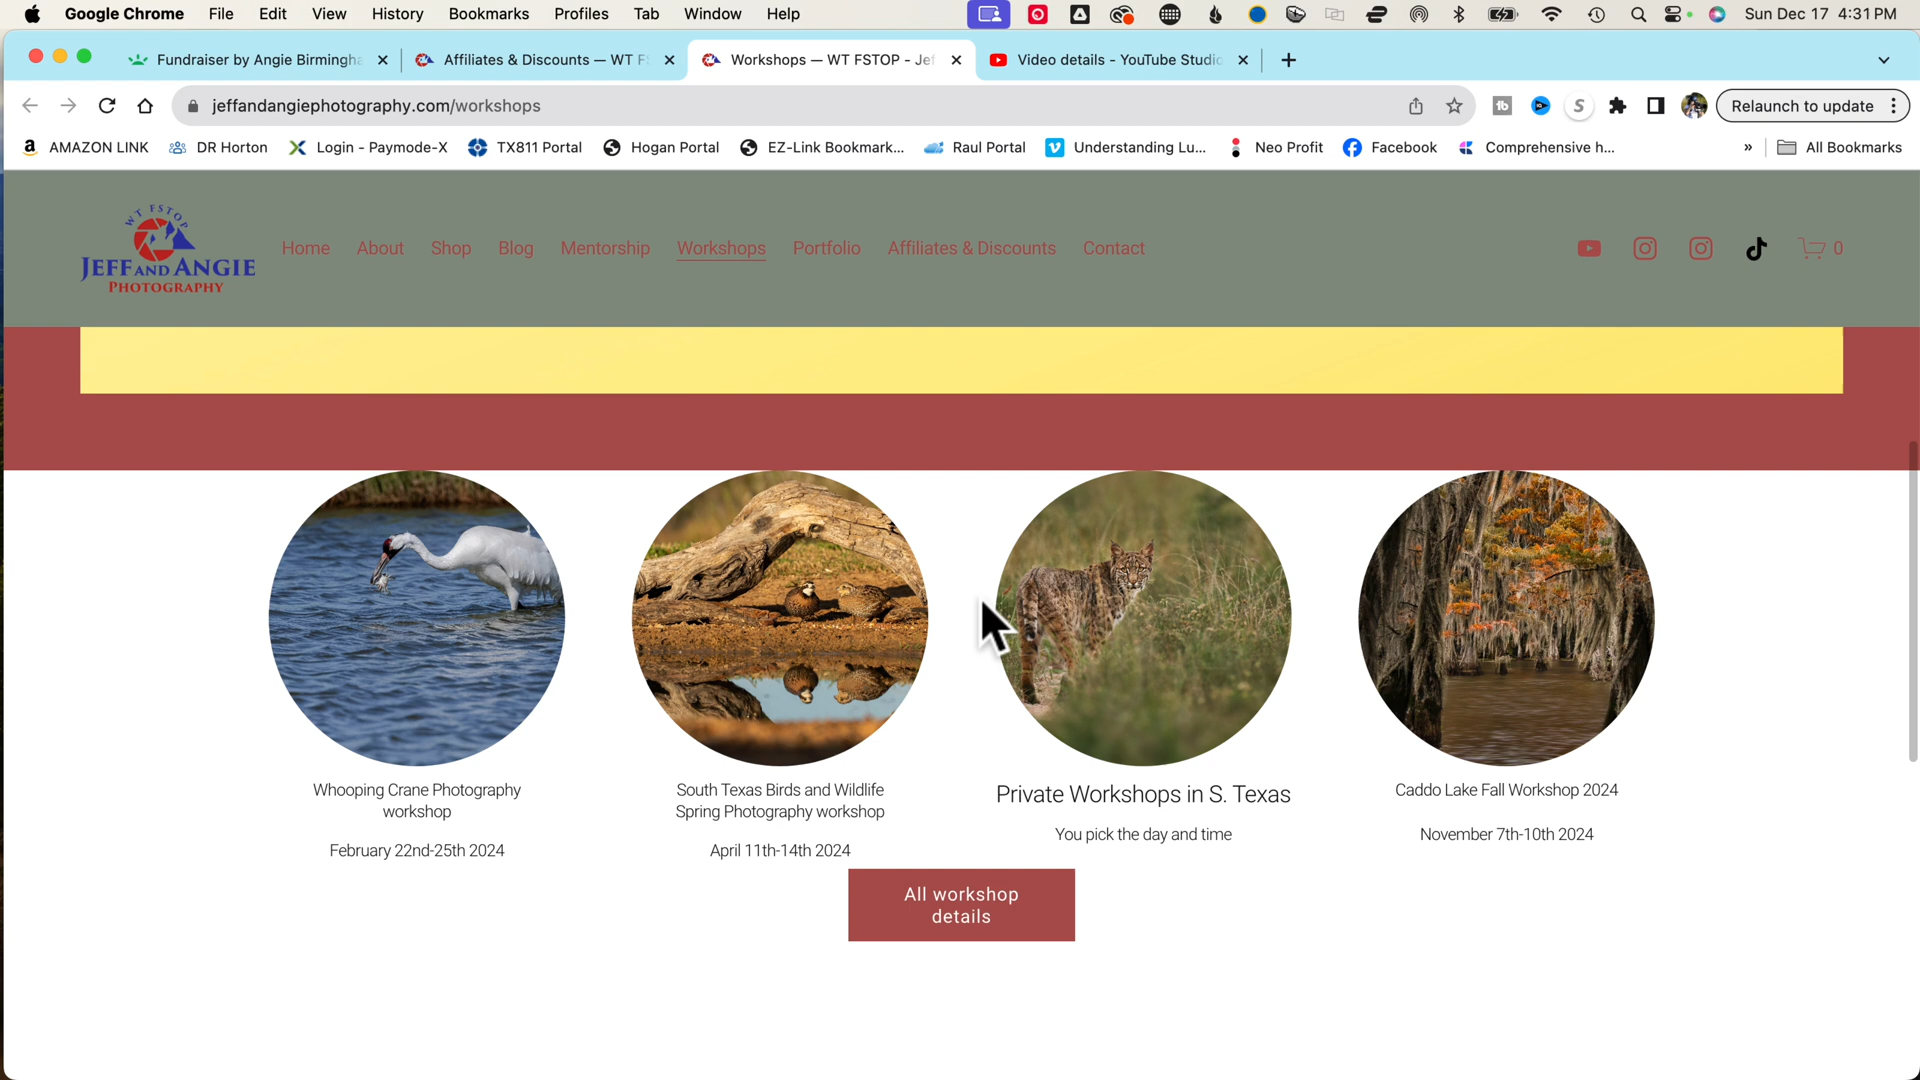 Google Chrome File Edit View History Bookmarks Profiles Tab Window Help Sun Dec 17 4:31 PM
Fundraiser by Angie Birmingha Affiliates & Discounts — WT F Workshops — WT FSTOP - Jef Video details - YouTube Studio
jeffandangiephotography.com/workshops tb S Relaunch to update
a AMAZON LINK DR Horton Login - Paymode-X TX811 Portal Hogan Portal EZ-Link Bookmark... Raul Portal Understanding Lu... Neo Profit Facebook Comprehensive h... » All Bookmarks
WT FSTOP
JEFF AND ANGIE
PHOTOGRAPHY
Home About Shop Blog Mentorship Workshops Portfolio Affiliates & Discounts Contact 0
Whooping Crane Photography
workshop
February 22nd-25th 2024
South Texas Birds and Wildlife
Spring Photography workshop
April 11th-14th 2024
Private Workshops in S. Texas
You pick the day and time
Caddo Lake Fall Workshop 2024
November 7th-10th 2024
All workshop
details